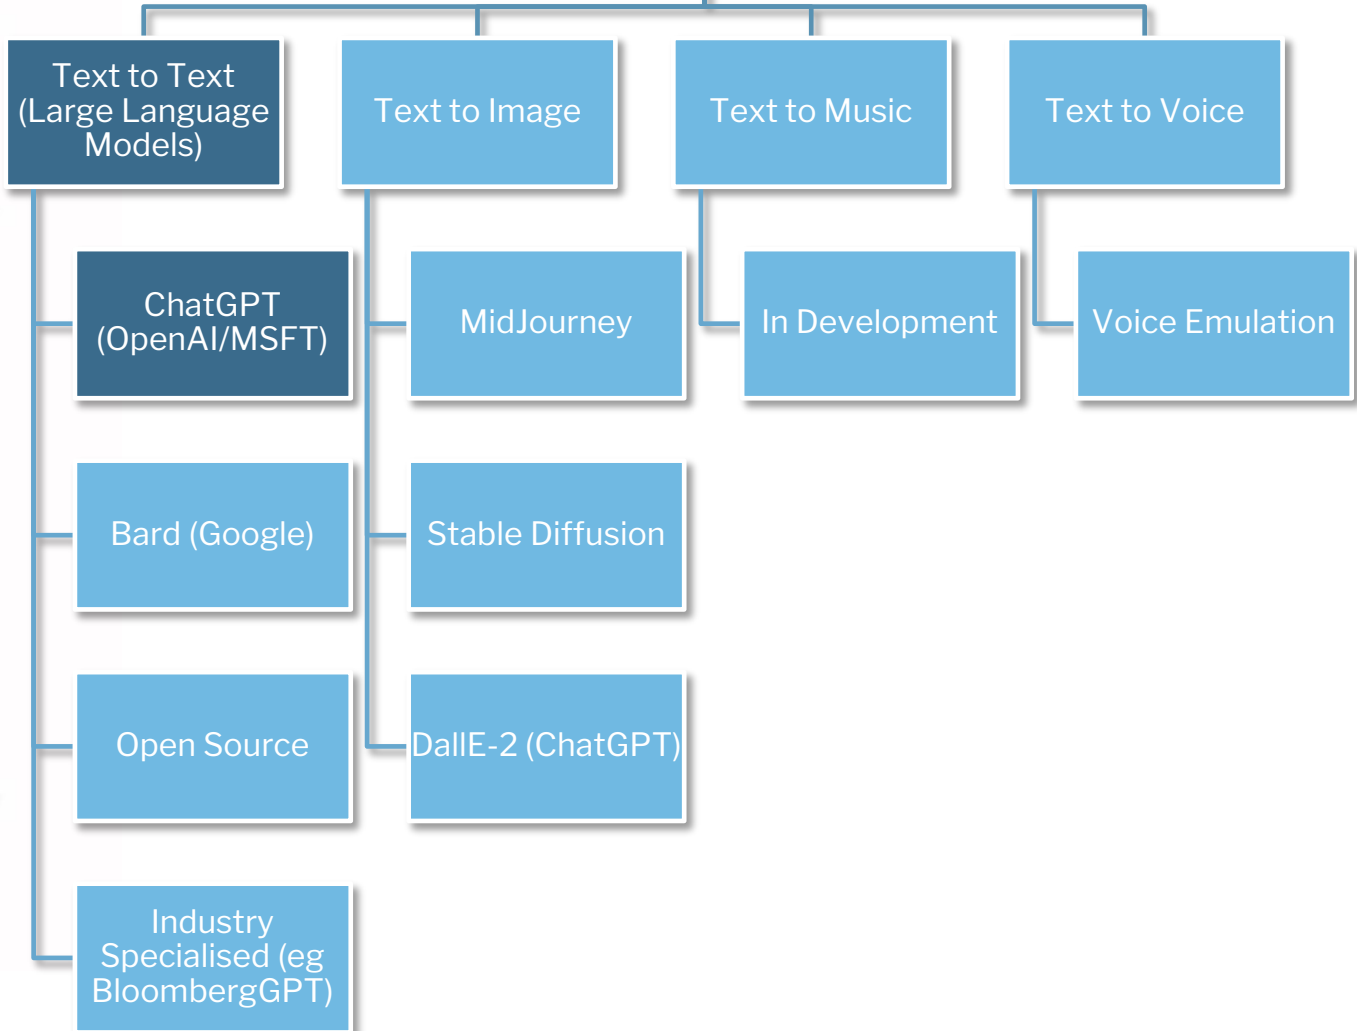 Text to Text
(Large Language
Models)
Text to Image
Text to Music
Text to Voice
ChatGPT
(OpenAI/MSFT)
MidJourney
In Development
Voice Emulation
Bard (Google)
Stable Diffusion
Open Source
DallE-2 (ChatGPT)
Industry
Specialised (eg
BloombergGPT)